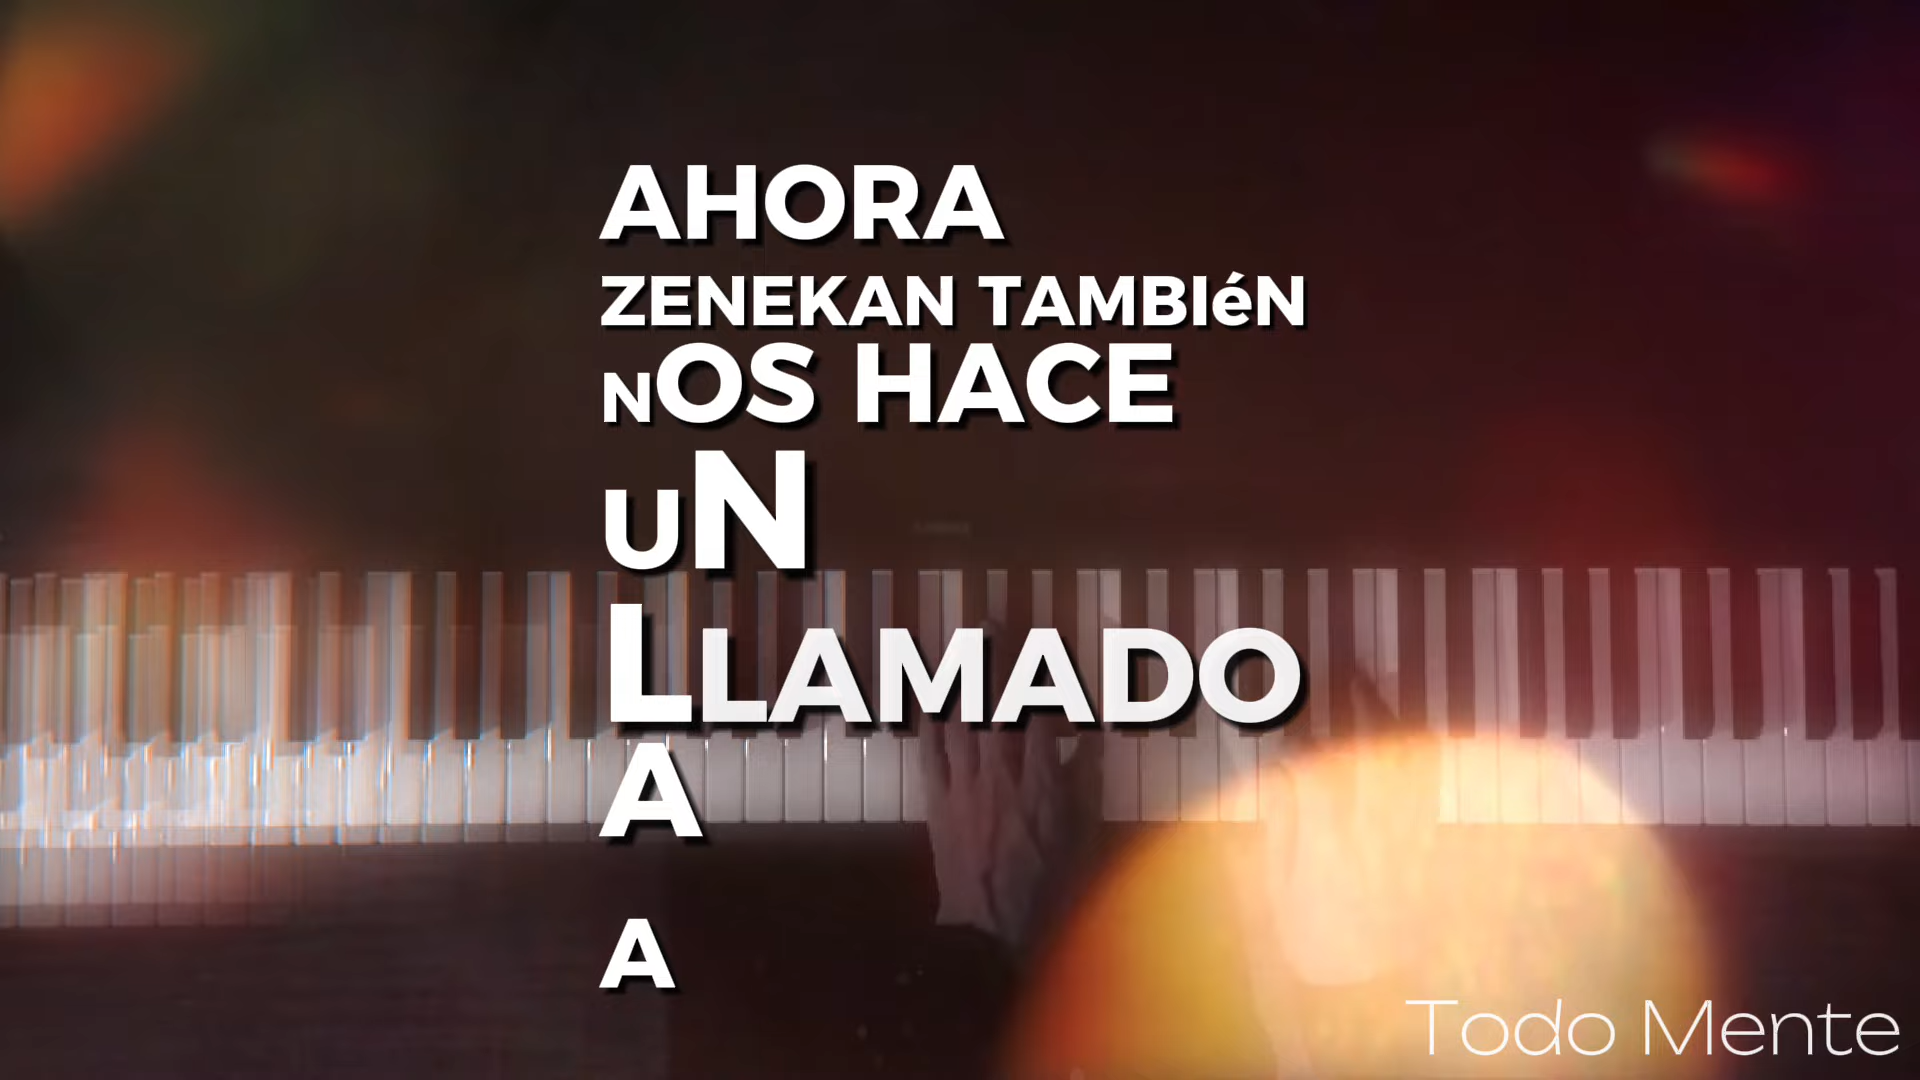 AHORA
ZENEKAN TAMBIéN
NOS HACE
UN
LLAMADO
A
A
Todo Mente